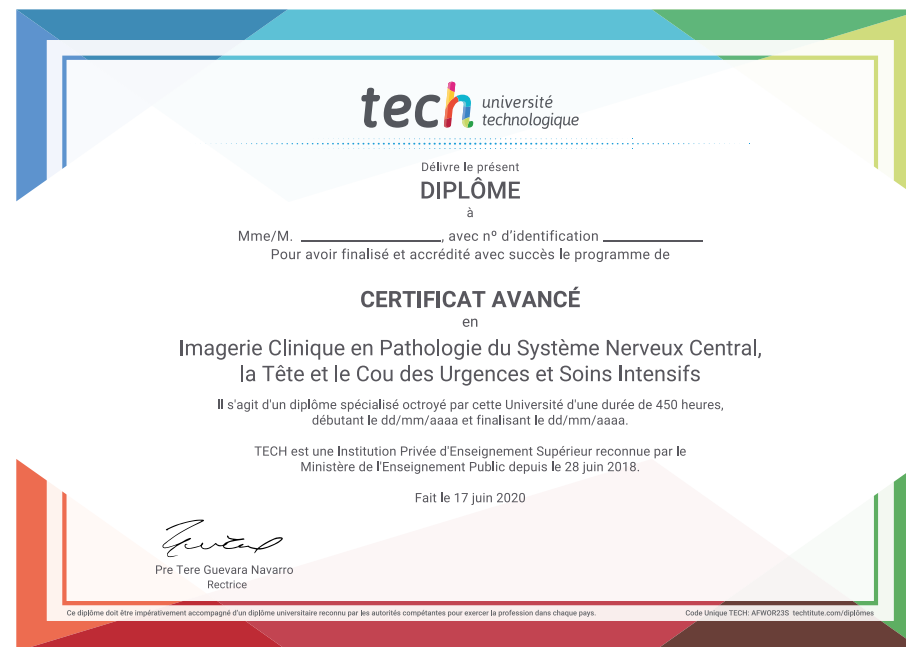 tech université
technologique
Délivre le présent
DIPLÔME
à
Mme/M. ____________________, avec nº d'identification ______________
Pour avoir finalisé et accrédité avec succès le programme de
CERTIFICAT AVANCÉ
en
Imagerie Clinique en Pathologie du Système Nerveux Central,
la Tête et le Cou des Urgences et Soins Intensifs
Il s'agit d'un diplôme spécialisé octroyé par cette Université d'une durée de 450 heures,
débutant le dd/mm/aaaa et finalisant le dd/mm/aaaa.
TECH est une Institution Privée d'Enseignement Supérieur reconnue par le
Ministère de l'Enseignement Public depuis le 28 juin 2018.
Fait le 17 juin 2020
Pre Tere Guevara Navarro
Rectrice
Ce diplôme doit être impérativement accompagné d'un diplôme universitaire reconnu par les autorités compétantes pour exercer la profession dans chaque pays.
Code Unique TECH: AFWOR23S techtitute.com/diplômes